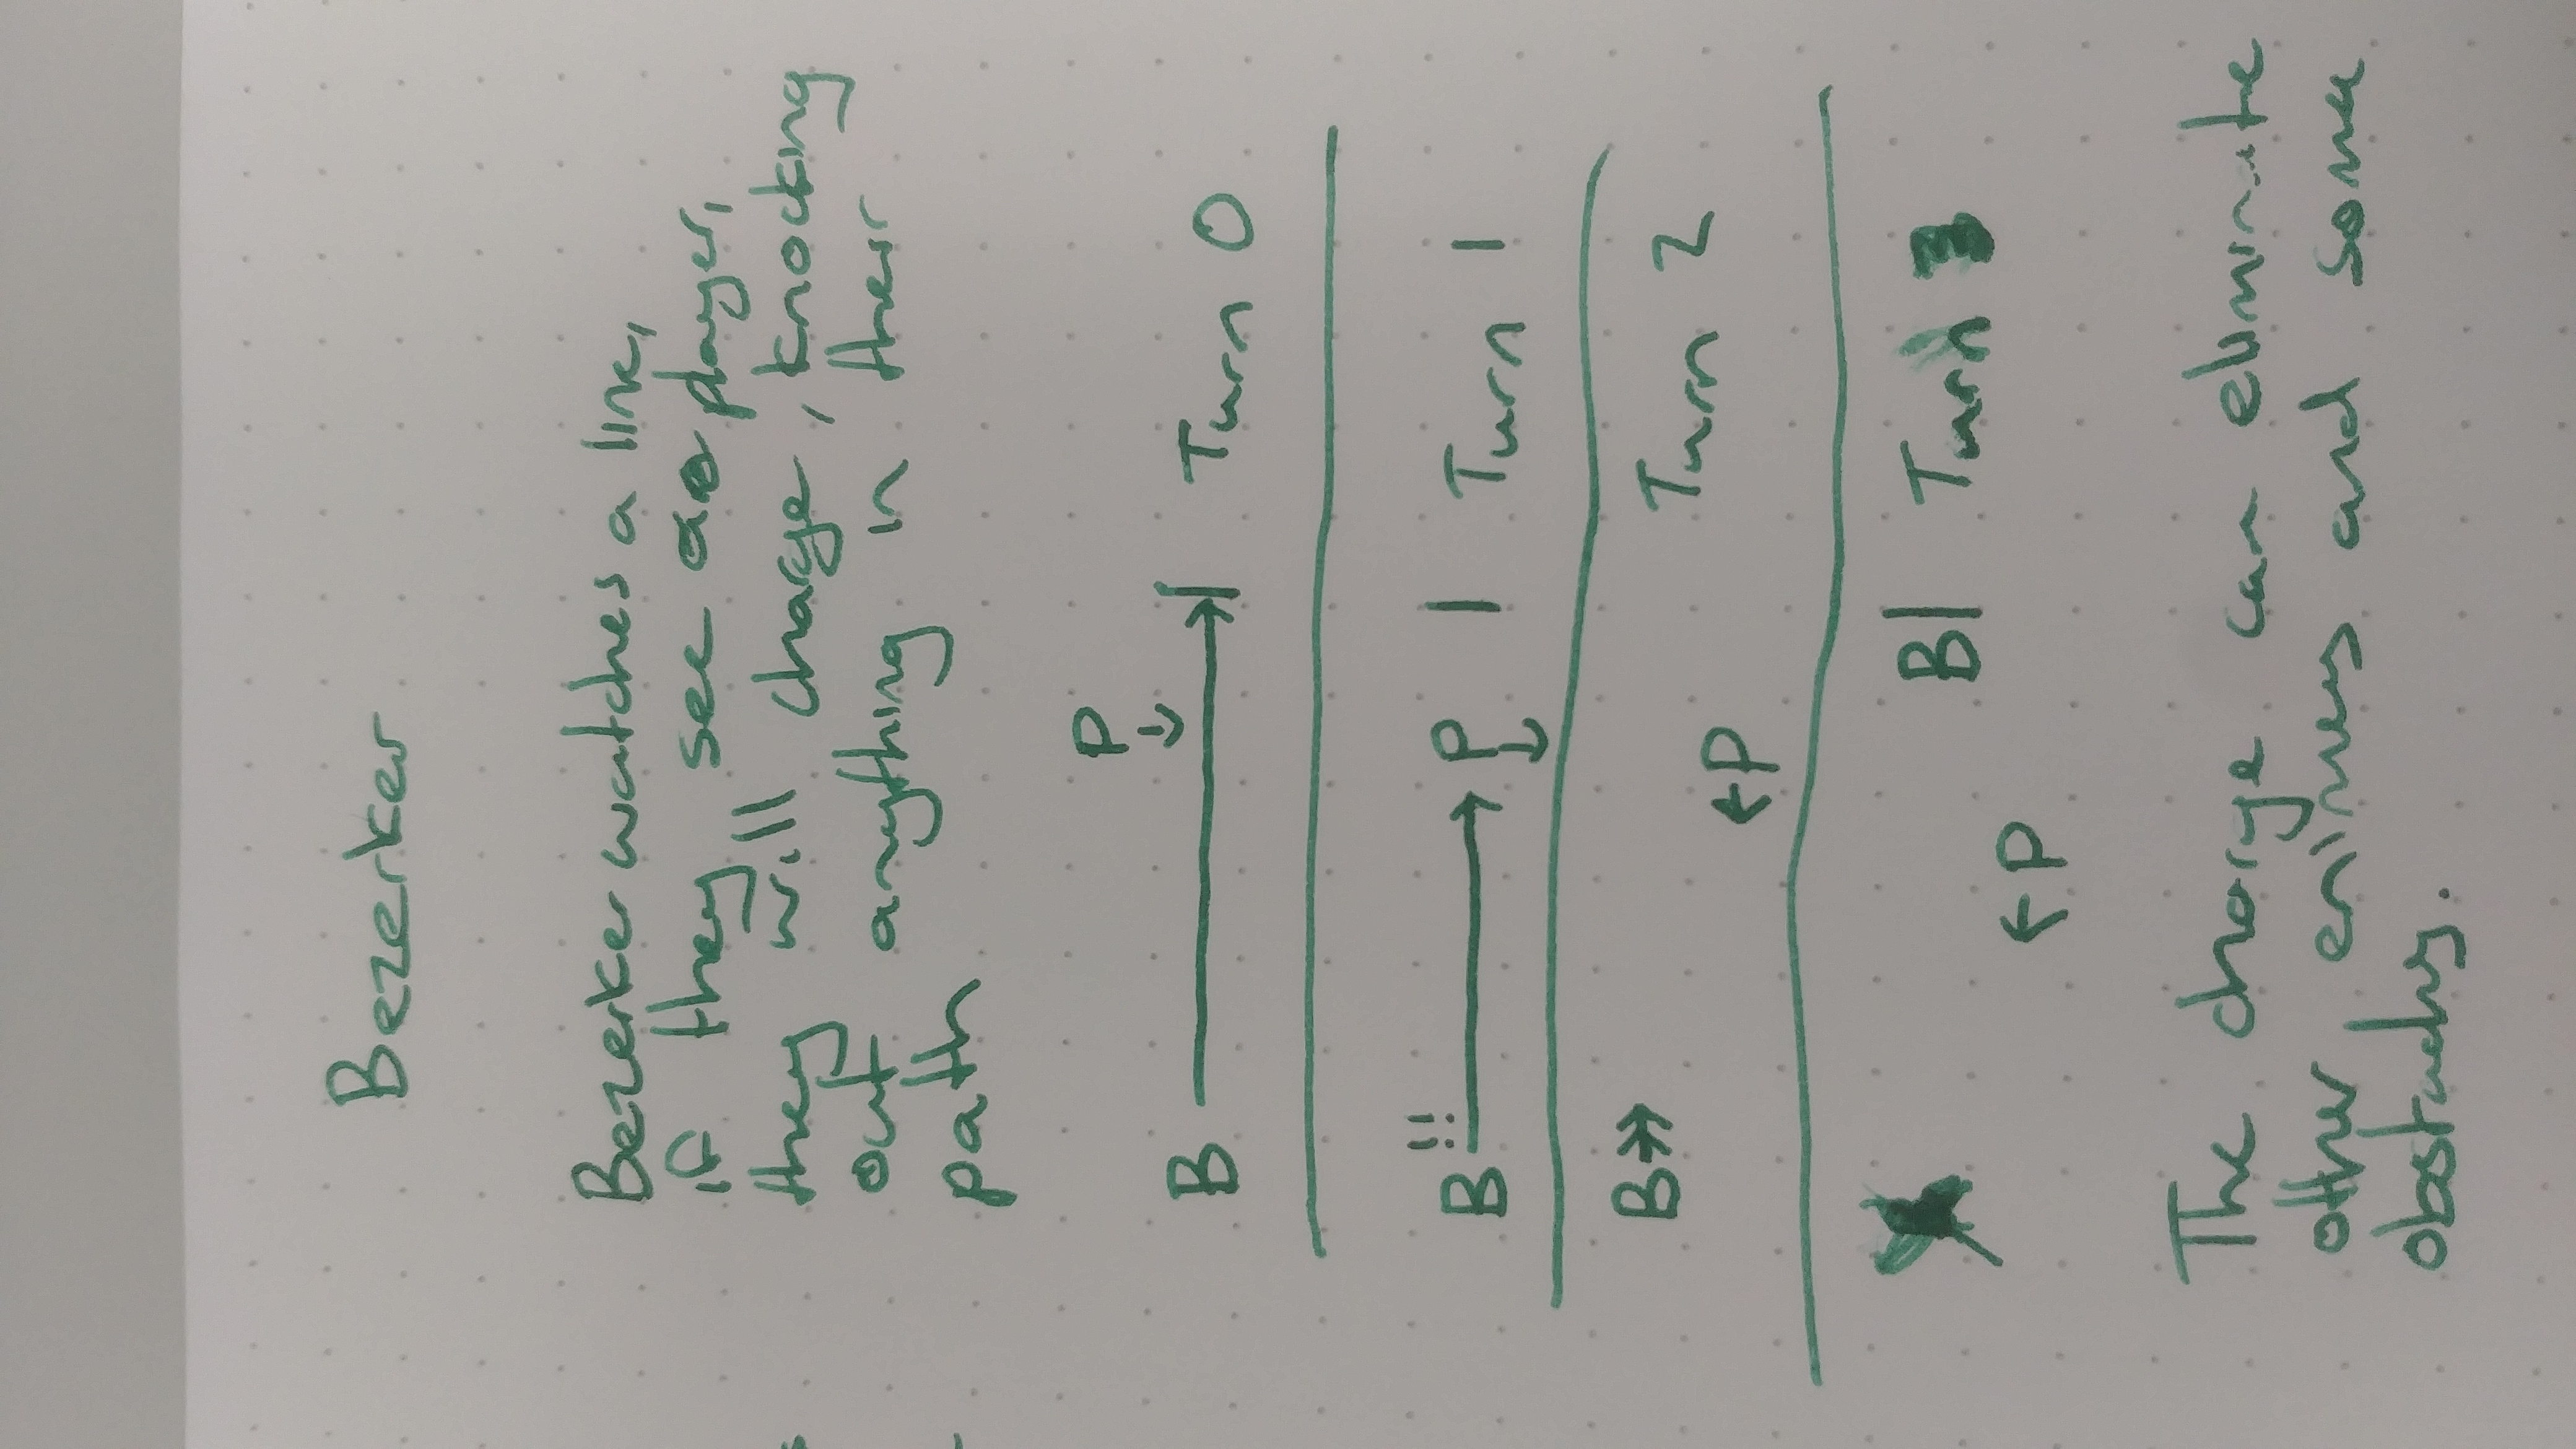 Bezerker
Bezerker watches a line,
if they see a player,
they will charge, knocking
out anything in their
path
P
B Turn 0
B !! P | Turn 1
B Turn 2
P
B| Turn 3
P
The charge can eliminate
other enimies and some
obstacles.